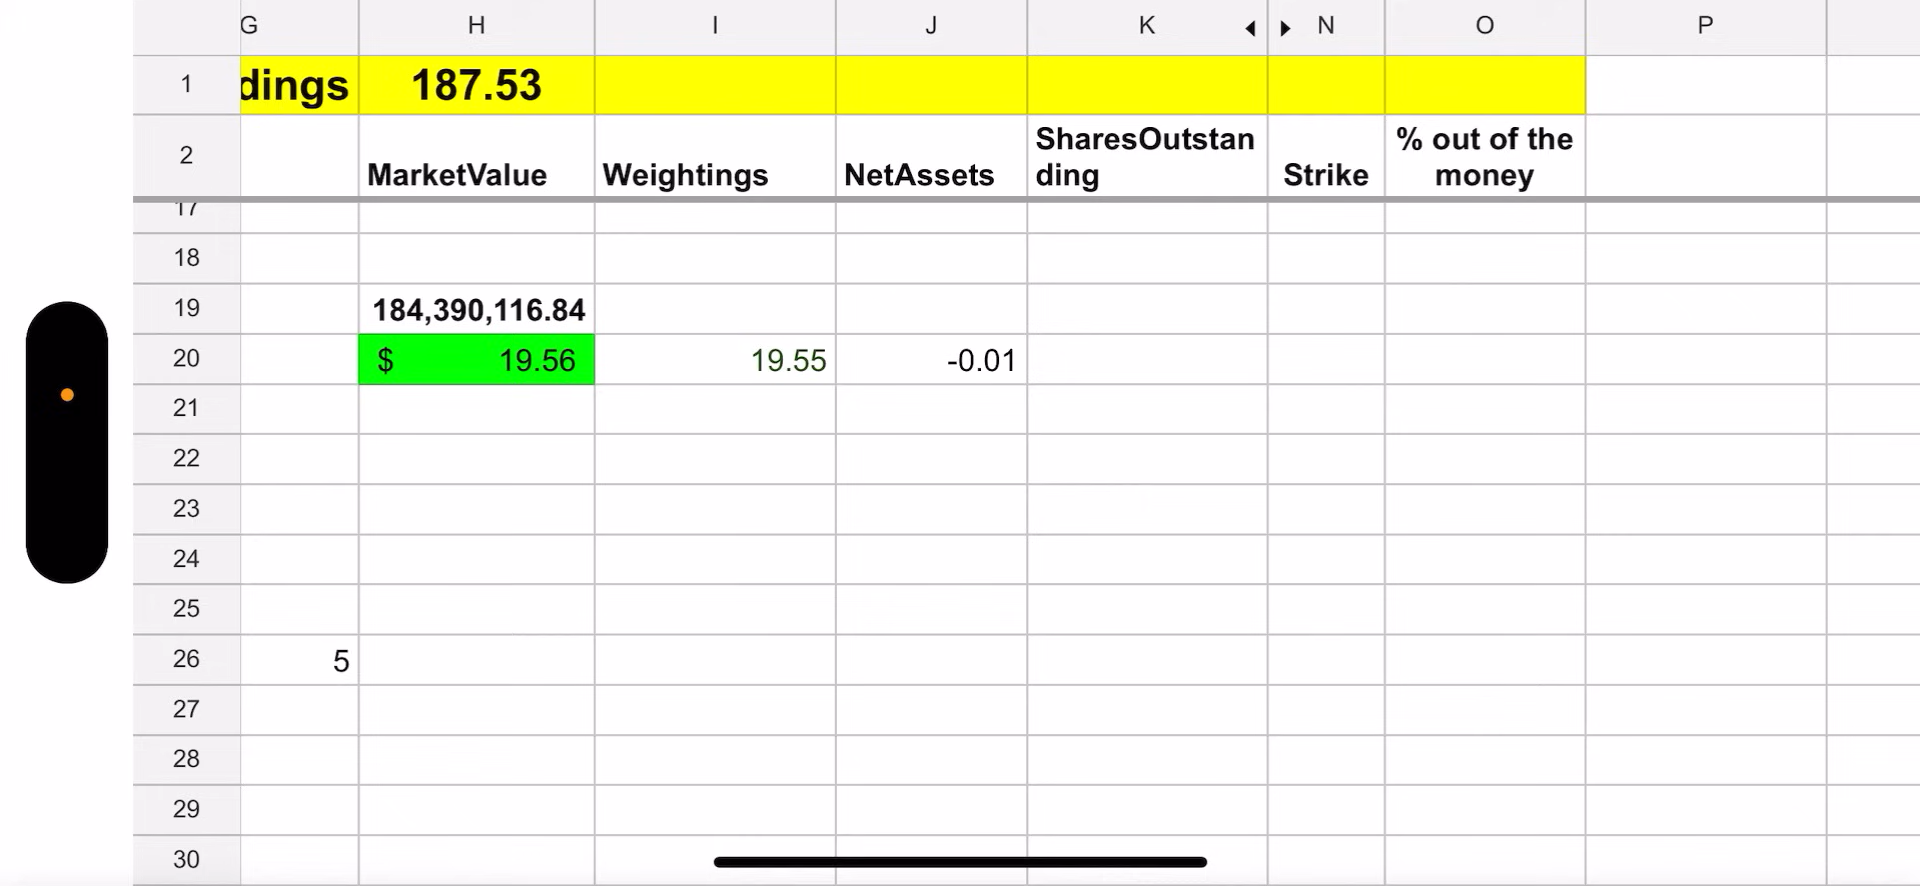 G H I J K N O P
1 dings 187.53
SharesOutstan % out of the
2 MarketValue Weightings NetAssets ding Strike money
17
18
19 184,390,116.84
20 $ 19.56 19.55 -0.01
21
22
23
24
25
26 5
27
28
29
30